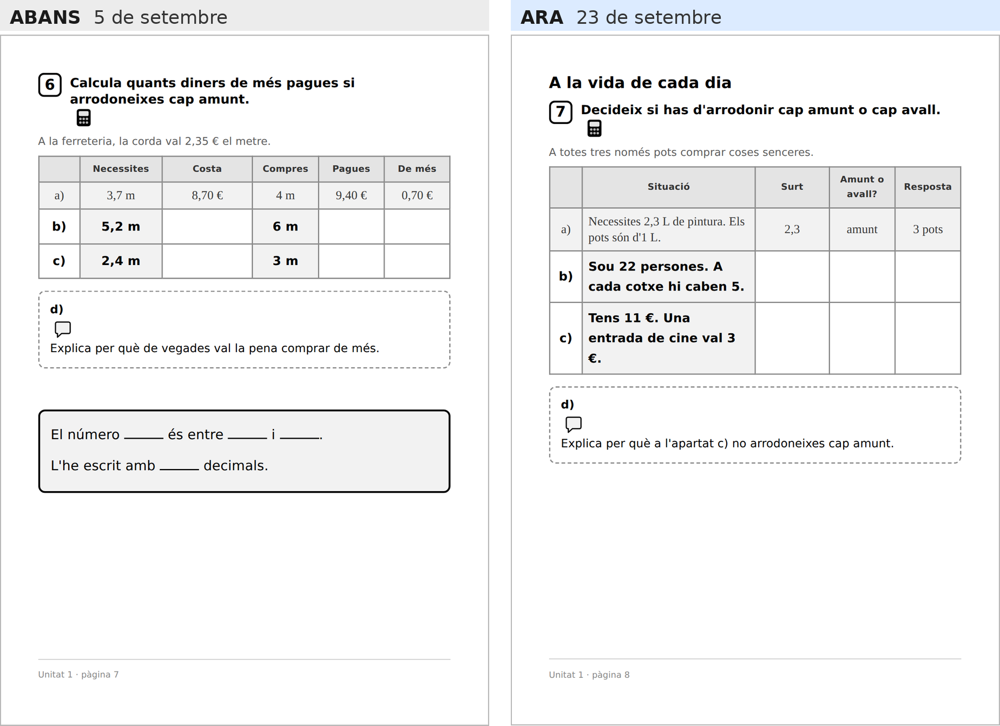 ABANS 5 de setembre
6 Calcula quants diners de més pagues si
arrodoneixes cap amunt.
A la ferreteria, la corda val 2,35 € el metre.
Necessites Costa Compres Pagues De més
a) 3,7 m 8,70 € 4 m 9,40 € 0,70 €
b) 5,2 m 6 m
c) 2,4 m 3 m
d)
Explica per què de vegades val la pena comprar de més.
El número _____ és entre _____ i _____.
L'he escrit amb _____ decimals.
Unitat 1 · pàgina 7
ARA 23 de setembre
A la vida de cada dia
7 Decideix si has d'arrodonir cap amunt o cap avall.
A totes tres només pots comprar coses senceres.
Situació Surt Amunt o
avall? Resposta
a) Necessites 2,3 L de pintura. Els
pots són d'1 L. 2,3 amunt 3 pots
b) Sou 22 persones. A
cada cotxe hi caben 5.
c) Tens 11 €. Una
entrada de cine val 3
€.
d)
Explica per què a l'apartat c) no arrodoneixes cap amunt.
Unitat 1 · pàgina 8